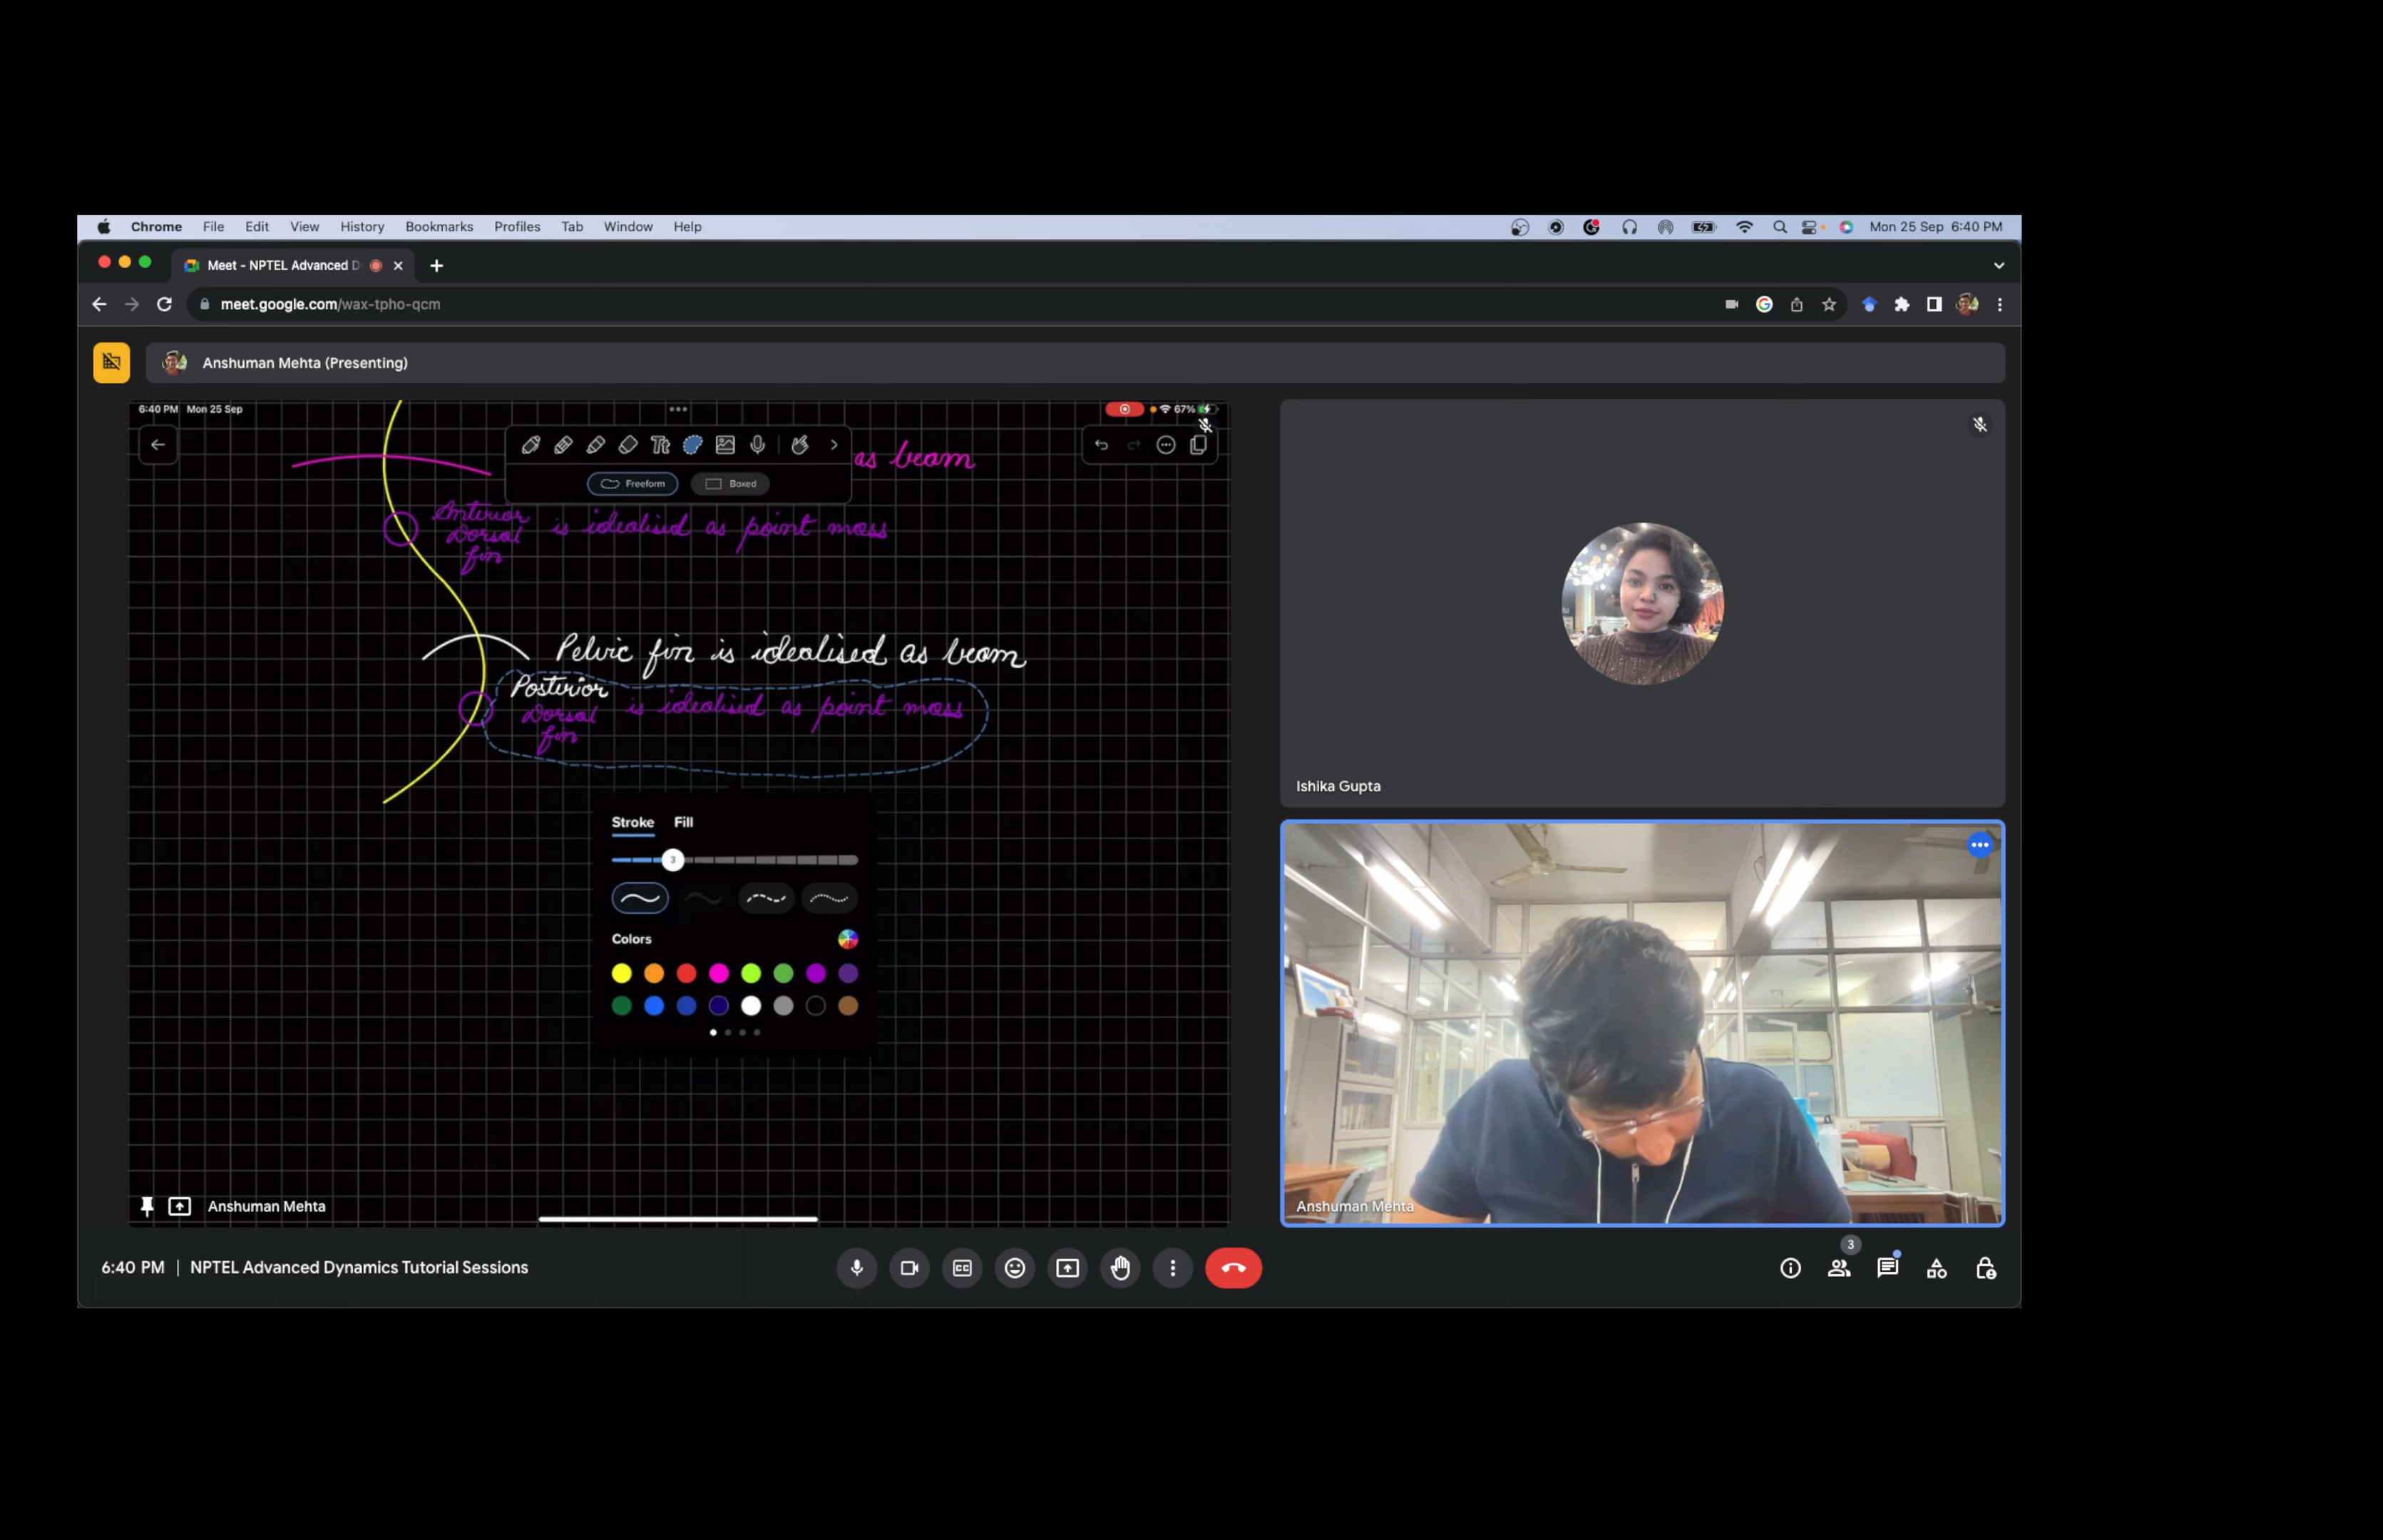 Chrome File Edit View History Bookmarks Profiles Tab Window Help Mon 25 Sep 6:40 PM
Meet - NPTEL Advanced D
meet.google.com/wax-tpho-qcm
Anshuman Mehta (Presenting)
6:40 PM Mon 25 Sep 67%
as beam
Freeform Boxed
Anterior
Dorsal is idealised as point mass
fin
Pelvic fin is idealised as beam
Posterior
Dorsal is idealised as point mass
fin
Stroke Fill
3
Colors
Anshuman Mehta
Ishika Gupta
Anshuman Mehta
6:40 PM | NPTEL Advanced Dynamics Tutorial Sessions
CC
3